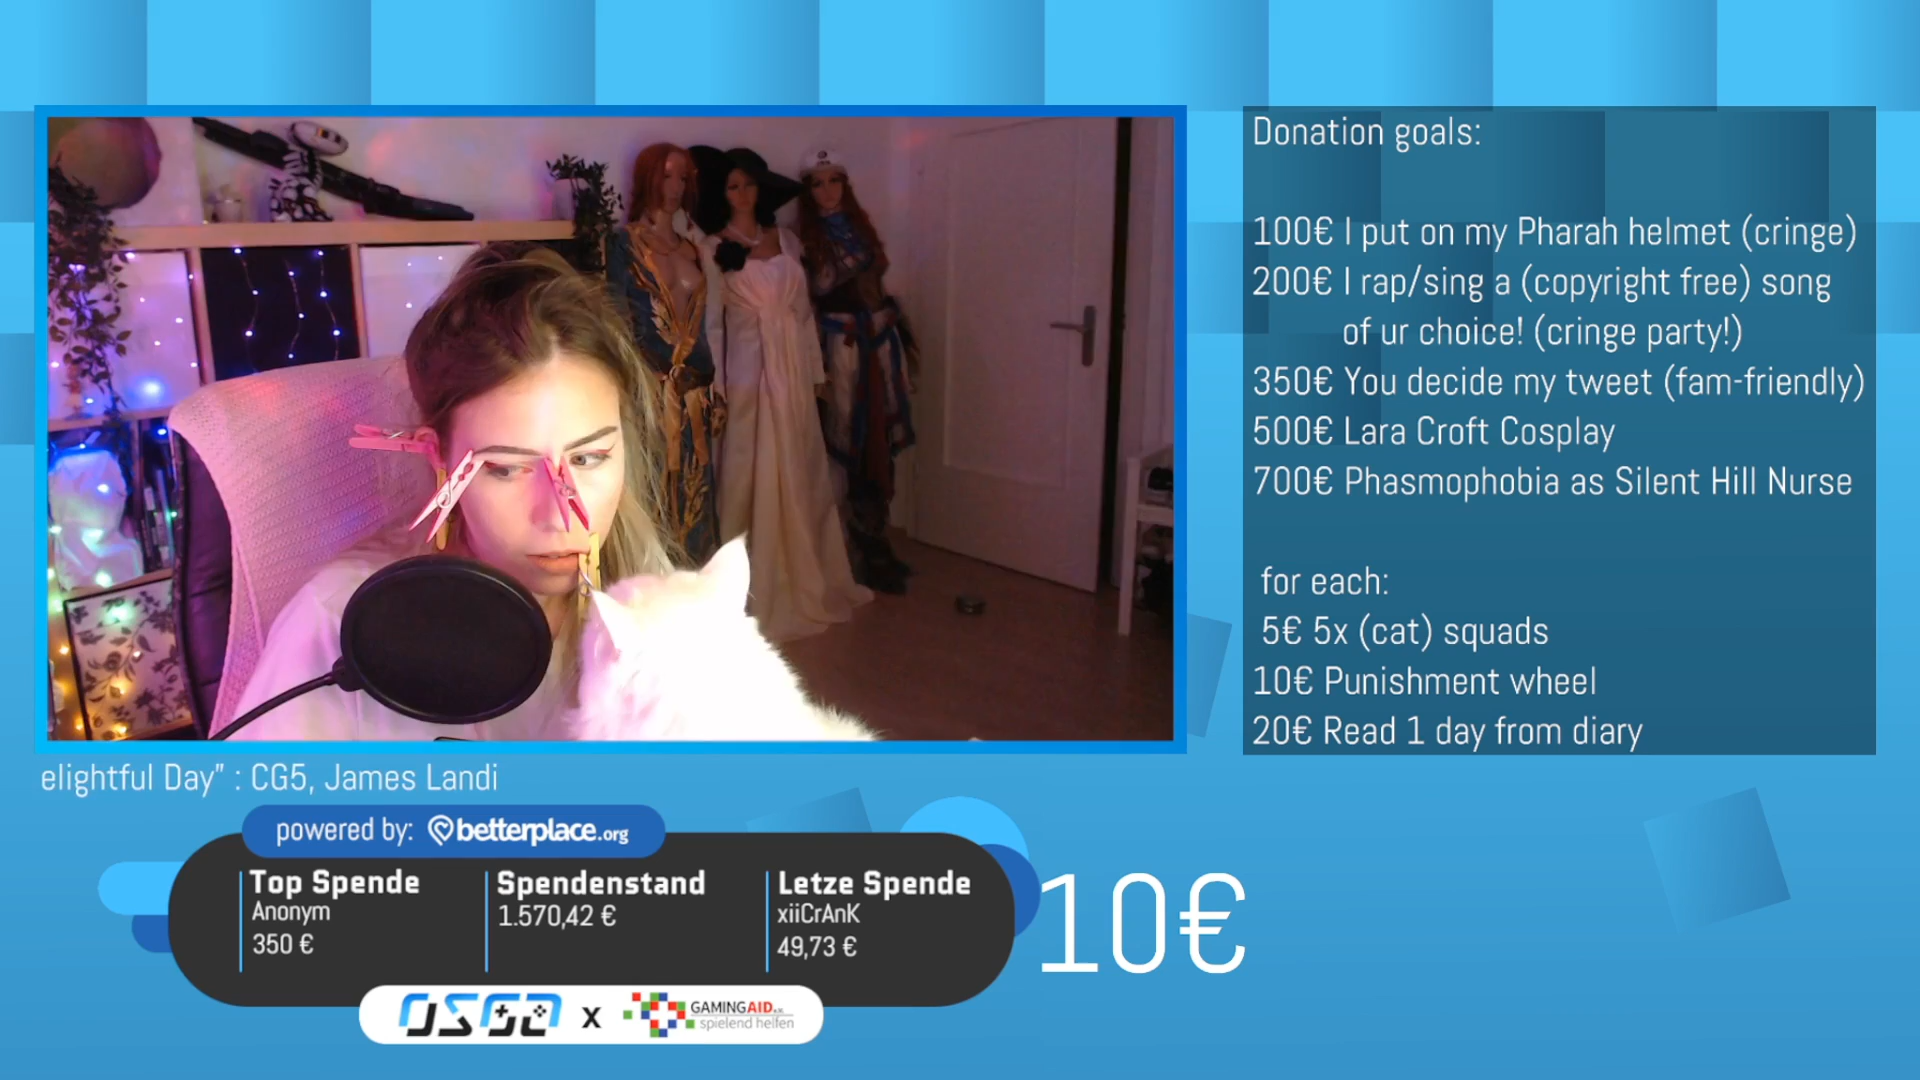 Donation goals:
100€ I put on my Pharah helmet (cringe)
200€ I rap/sing a (copyright free) song
of ur choice! (cringe party!)
350€ You decide my tweet (fam-friendly)
500€ Lara Croft Cosplay
700€ Phasmophobia as Silent Hill Nurse
for each:
5€ 5x (cat) squads
10€ Punishment wheel
20€ Read 1 day from diary
elightful Day" : CG5, James Landi
powered by: betterplace.org
Top Spende
Anonym
350 €
Spendenstand
1.570,42 €
Letze Spende
xiiCrAnK
49,73 €
10€
x
GAMINGAID e.V.
spielend helfen